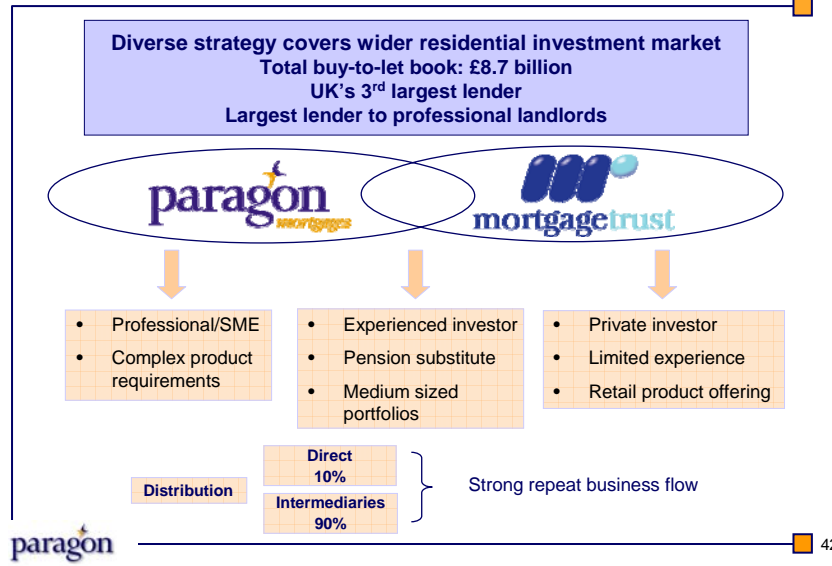 Diverse strategy covers wider residential investment market
Total buy-to-let book: £8.7 billion
UK's 3rd largest lender
Largest lender to professional landlords
paragon
mortgages
mortgagetrust
• Professional/SME
• Complex product
requirements
• Experienced investor
• Pension substitute
• Medium sized
portfolios
• Private investor
• Limited experience
• Retail product offering
Distribution
Direct
10%
Intermediaries
90%
Strong repeat business flow
paragon
42